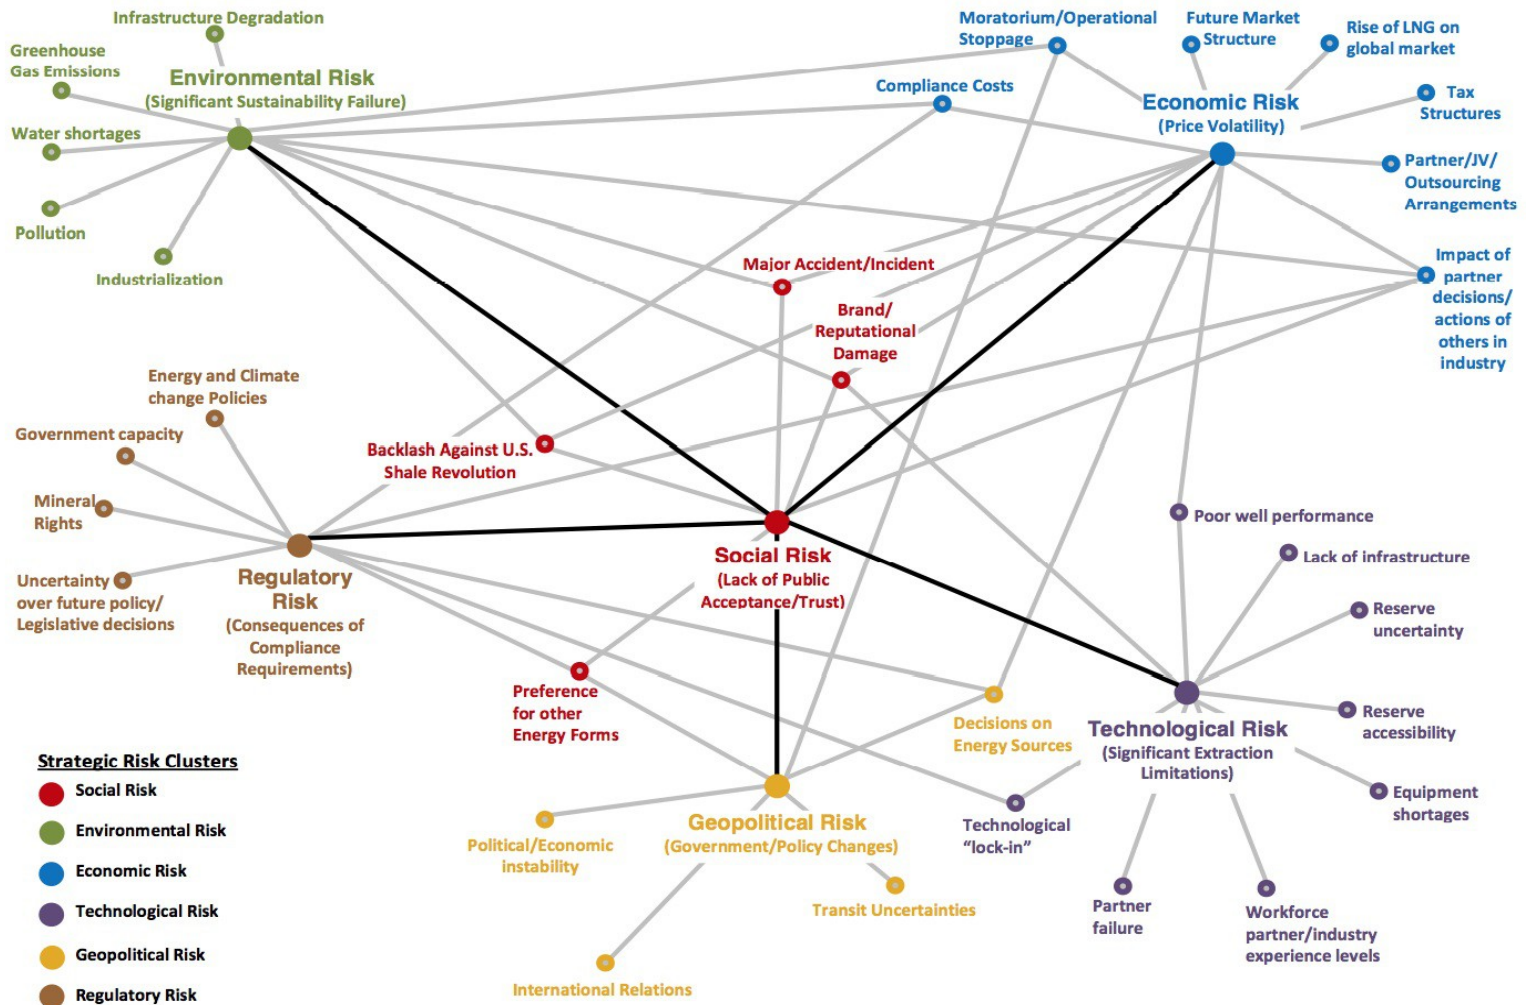 Infrastructure Degradation
Greenhouse
Gas Emissions
Environmental Risk
(Significant Sustainability Failure)
Water shortages
Pollution
Industrialization
Moratorium/Operational
Stoppage
Future Market
Structure
Rise of LNG on
global market
Compliance Costs
Economic Risk
(Price Volatility)
Tax
Structures
Partner/JV/
Outsourcing
Arrangements
Impact of
partner
decisions/
actions of
others in
industry
Major Accident/Incident
Brand/
Reputational
Damage
Energy and Climate
change Policies
Government capacity
Mineral
Rights
Uncertainty
over future policy/
Legislative decisions
Regulatory
Risk
(Consequences of
Compliance
Requirements)
Backlash Against U.S.
Shale Revolution
Social Risk
(Lack of Public
Acceptance/Trust)
Preference
for other
Energy Forms
Poor well performance
Lack of infrastructure
Reserve
uncertainty
Reserve
accessibility
Technological Risk
(Significant Extraction
Limitations)
Equipment
shortages
Decisions on
Energy Sources
Technological
“lock-in”
Partner
failure
Workforce
partner/industry
experience levels
Geopolitical Risk
(Government/Policy Changes)
Political/Economic
instability
Transit Uncertainties
International Relations
Strategic Risk Clusters
Social Risk
Environmental Risk
Economic Risk
Technological Risk
Geopolitical Risk
Regulatory Risk